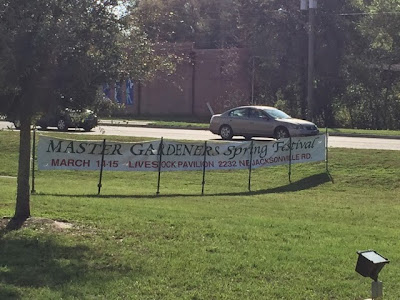 MASTER GARDENERS Spring Festival
MARCH 14-15 LIVESTOCK PAVILION 2232 NE JACKSONVILLE RD